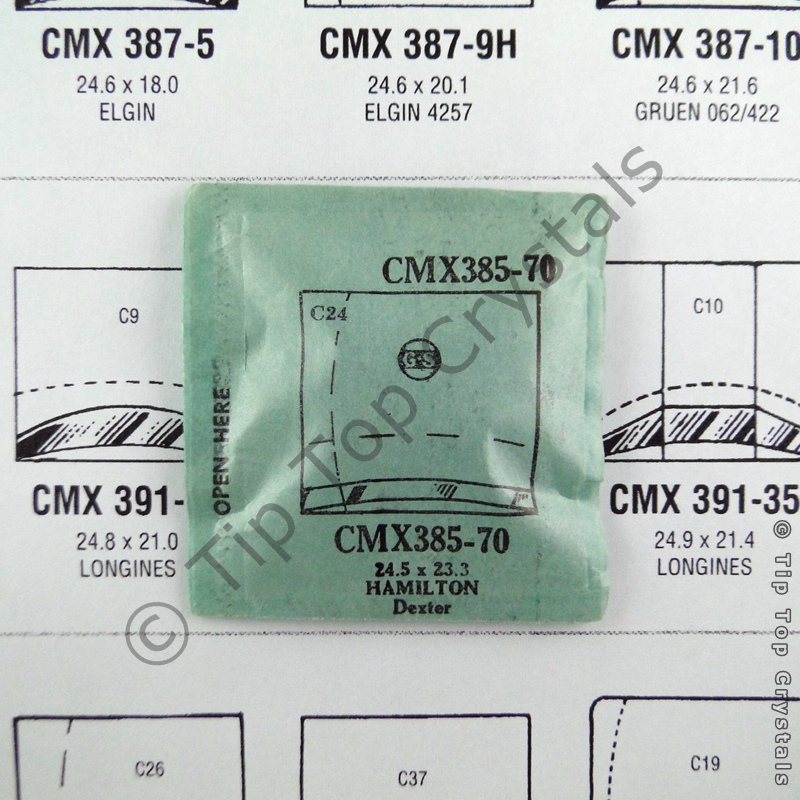 CMX 387-5
24.6 x 18.0
ELGIN
CMX 387-9H
24.6 x 20.1
ELGIN 4257
CMX 387-10
24.6 x 21.6
GRUEN 062/422
C9
CMX 391-
24.8 x 21.0
LONGINES
OPEN HERE
CMX385-70
C24
GS
CMX385-70
24.5 x 23.3
HAMILTON
Dexter
C10
CMX 391-35
24.9 x 21.4
LONGINES
C26
C37
C19
© Tip Top Crystals
© Tip Top Crystals